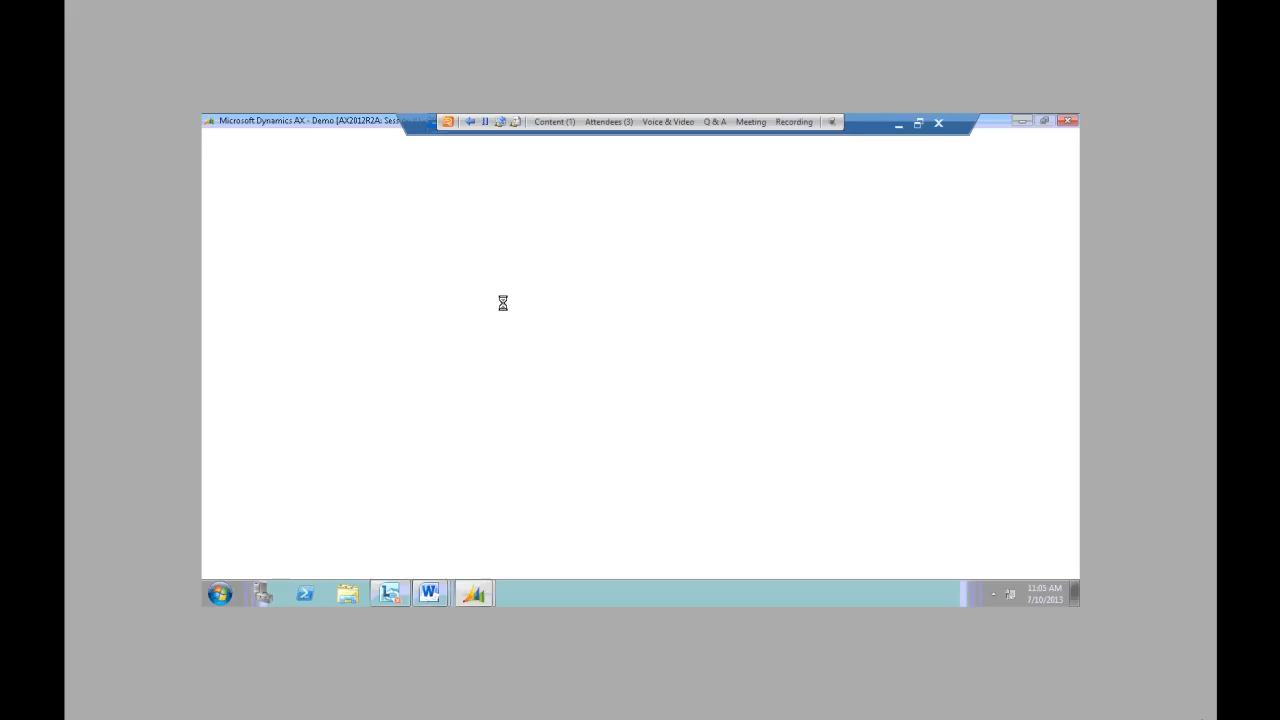 Microsoft Dynamics AX - Demo [AX2012R2A: Sess
Content (1) Attendees (3) Voice & Video Q & A Meeting Recording
11:05 AM
7/10/2013